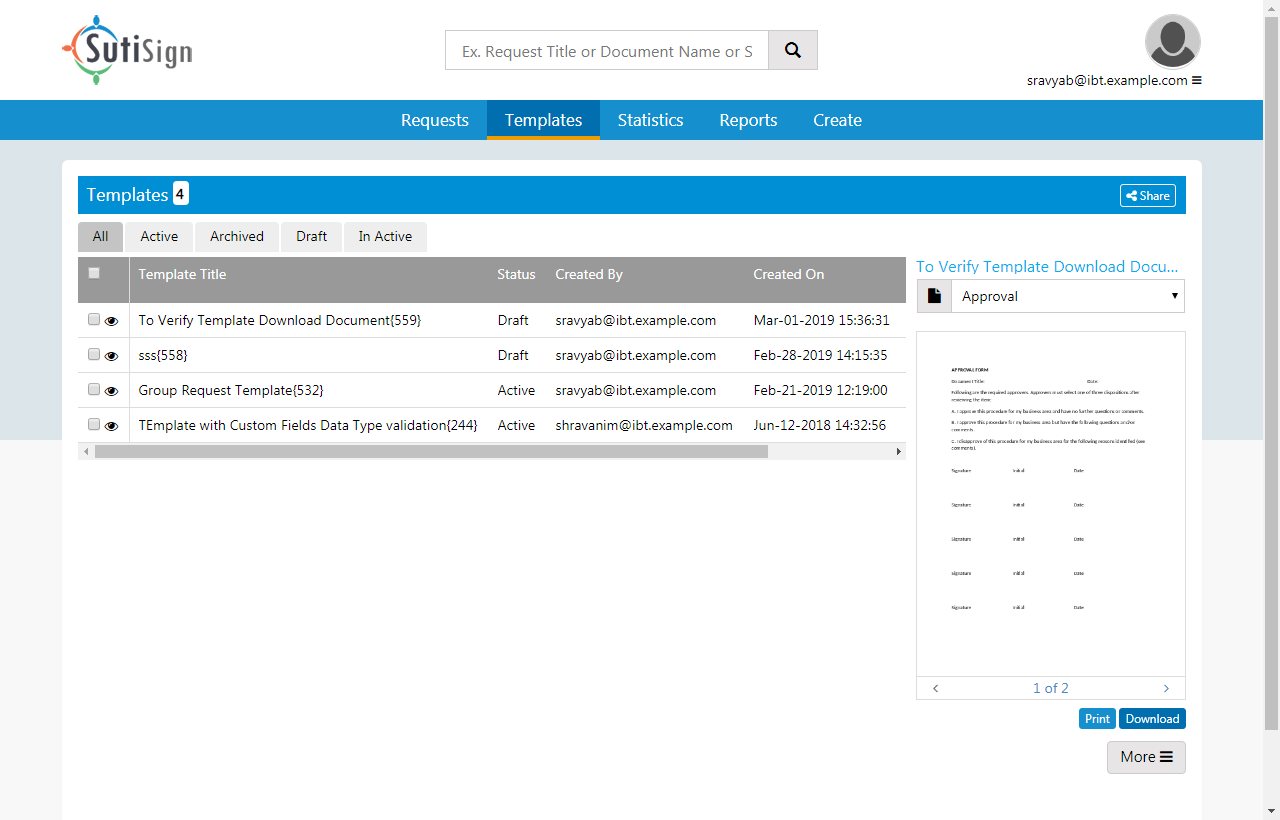 SutiSign
Ex. Request Title or Document Name or S
sravyab@ibt.example.com
Requests Templates Statistics Reports Create
Templates 4
Share
All Active Archived Draft In Active
Template Title Status Created By Created On
To Verify Template Download Document{559} Draft sravyab@ibt.example.com Mar-01-2019 15:36:31
sss{558} Draft sravyab@ibt.example.com Feb-28-2019 14:15:35
Group Request Template{532} Active sravyab@ibt.example.com Feb-21-2019 12:19:00
TEmplate with Custom Fields Data Type validation{244} Active shravanim@ibt.example.com Jun-12-2018 14:32:56
To Verify Template Download Docu...
Approval
APPROVAL FORM
Document Title: Date:
Following are the required approvers. Approvers must select one of three dispositions after
reviewing the item:
A. I approve this procedure for my business area and have no further questions or comments.
B. I approve this procedure for my business area but have the following questions and/or
comments.
C. I disapprove of this procedure for my business area for the following reasons identified (see
comments).
Signature Initial Date
Signature Initial Date
Signature Initial Date
Signature Initial Date
Signature Initial Date
1 of 2
Print Download
More